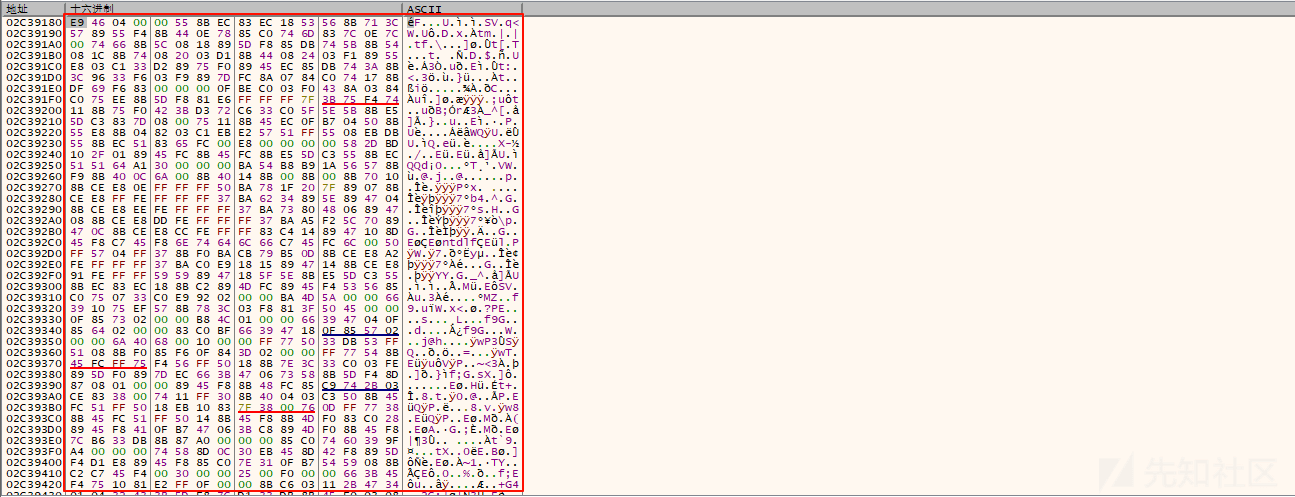 地址 十六进制 ASCII
02C39180 E9 46 04 00 00 55 8B EC 83 EC 18 53 56 8B 71 3C éF...U.ì.ì.SV.q<
02C39190 57 89 55 F4 8B 44 0E 78 85 C0 74 6D 83 7C 0E 7C W.Uô.D.x.Àtm.|.|
02C391A0 00 74 66 8B 5C 08 18 89 5D F8 85 DB 74 5B 8B 54 .tf.\...]ø.Ût[.T
02C391B0 08 1C 8B 74 08 20 03 D1 8B 44 08 24 03 F1 89 55 ...t. .Ñ.D.$.ñ.U
02C391C0 E8 03 C1 33 D2 89 75 F0 89 45 EC 85 DB 74 3A 8B è.Á3Ò.uð.Eì.Ût:.
02C391D0 3C 96 33 F6 03 F9 89 7D FC 8A 07 84 C0 74 17 8B <.3ö.ù.}ü...Àt..
02C391E0 DF 69 F6 83 00 00 00 0F BE C0 03 F0 43 8A 03 84 ßiö.....¾À.ðC...
02C391F0 C0 75 EE 8B 5D F8 81 E6 FF FF FF 7F 3B 75 F4 74 Àuî.]ø.æÿÿÿ.;uôt
02C39200 11 8B 75 F0 42 3B D3 72 C6 33 C0 5F 5E 5B 8B E5 ..uðB;ÓrÆ3À_^[.å
02C39210 5D C3 83 7D 08 00 75 11 8B 45 EC 0F B7 04 50 8B ]Ã.}..u..Eì.·.P.
02C39220 55 E8 8B 04 82 03 C1 EB E2 57 51 FF 55 08 EB DB Uè....ÁëâWQÿU.ëÛ
02C39230 55 8B EC 51 83 65 FC 00 E8 00 00 00 00 58 2D BD U.ìQ.eü.è....X-½
02C39240 10 2F 01 89 45 FC 8B 45 FC 8B E5 5D C3 55 8B EC ./..Eü.Eü.å]ÃU.ì
02C39250 51 51 64 A1 30 00 00 00 BA 54 B8 B9 1A 56 57 8B QQd¡0...ºT¸¹.VW.
02C39260 F9 8B 40 0C 6A 00 8B 40 14 8B 00 8B 00 8B 70 10 ù.@.j..@......p.
02C39270 8B CE E8 0E FF FF FF 50 BA 78 1F 20 7F 89 07 8B .Îè.ÿÿÿPºx. ....
02C39280 CE E8 FF FE FF FF FF 37 BA 62 34 89 5E 89 47 04
02C39290 8B CE E8 EE FE FF FF FF 37 BA 73 80 48 06 89 47
02C392A0 08 8B CE E8 DD FE FF FF FF 37 BA A5 F2 5C 70 89
02C392B0 47 0C 8B CE E8 CC FE FF FF 83 C4 14 89 47 10 8D
02C392C0 45 F8 C7 45 F8 6E 74 64 6C 66 C7 45 FC 6C 00 50 EøÇEøntdlfÇEül.P
02C392D0 FF 57 04 FF 37 8B F0 BA CB 79 B5 0D 8B CE E8 A2 ÿW.ÿ7.ðºËyµ..Îè¢
02C392E0 FE FF FF FF 37 BA C0 E9 18 15 89 47 14 8B CE E8 þÿÿÿ7ºÀé...G..Îè
02C392F0 91 FE FF FF 59 59 89 47 18 5F 5E 8B E5 5D C3 55 .þÿÿYY.G._^.å]ÃU
02C39300 8B EC 83 EC 18 8B C2 89 4D FC 89 45 F4 53 56 85 .ì.ì..Â.Mü.EôSV.
02C39310 C0 75 07 33 C0 E9 92 02 00 00 BA 4D 5A 00 00 66 Àu.3Àé....ºMZ..f
02C39320 39 10 75 EF 57 8B 78 3C 03 F8 81 3F 50 45 00 00 9.uïW.x<.ø.?PE..
02C39330 0F 85 73 02 00 00 B8 4C 01 00 00 66 39 47 04 0F
02C39340 85 64 02 00 00 83 C0 BF 66 39 47 18 0F 85 57 02 .d....À¿f9G...W.
02C39350 00 00 6A 40 68 00 10 00 00 FF 77 50 33 DB 53 FF ..j@h....ÿwP3ÛSÿ
02C39360 51 08 8B F0 85 F6 0F 84 3D 02 00 00 FF 77 54 8B Q..ð.ö..=...ÿwT.
02C39370 45 FC FF 75 F4 56 FF 50 18 8B 7E 3C 33 C0 03 FE EüÿuôVÿP..~<3À.þ
02C39380 89 5D F0 89 7D EC 66 3B 47 06 73 58 8B 5D F4 8D .]ð.}ìf;G.sX.]ô.
02C39390 87 08 01 00 00 89 45 F8 8B 48 FC 85 C9 74 2B 03 ......Eø.Hü.Ét+.
02C393A0 CE 83 38 00 74 11 FF 30 8B 40 04 03 C3 50 8B 45 Î.8.t.ÿ0.@..ÃP.E
02C393B0 FC 51 FF 50 18 EB 10 83 7F 38 00 76 0D FF 77 38 üQÿP.ë...8.v.ÿw8
02C393C0 8B 45 FC 51 FF 50 14 8B 45 F8 8B 4D F0 83 C0 28 .EüQÿP..Eø.Mð.À(
02C393D0 89 45 F8 41 0F B7 47 06 3B C8 89 4D F0 8B 45 F8
02C393E0 7C B6 33 DB 8B 87 A0 00 00 00 85 C0 74 60 39 9F
02C393F0 A4 00 00 00 74 58 8D 0C 30 EB 45 8D 42 F8 89 5D
02C39400 F4 D1 E8 89 45 F8 85 C0 7E 31 0F B7 54 59 08 8B
02C39410 C2 C7 45 F4 00 30 00 00 25 00 F0 00 00 66 3B 45 ÂÇEô.0..%.ð..f;E
02C39420 F4 75 10 81 E2 FF 0F 00 00 8B C6 03 11 2B 47 34
先知社区